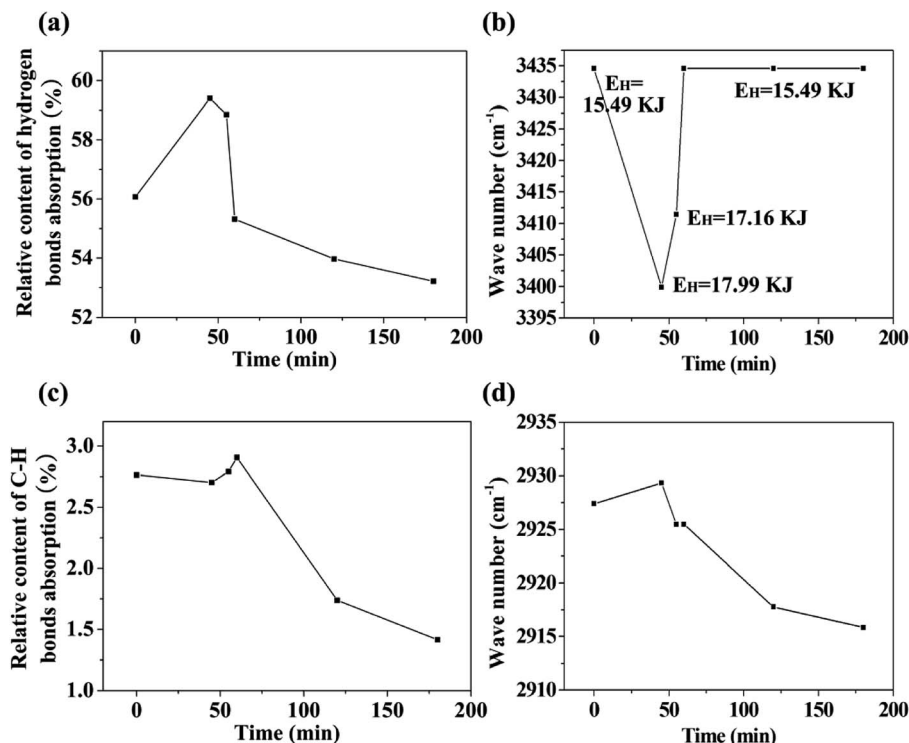 (a)
Relative content of hydrogen
bonds absorption (%)
60
58
56
54
52
0
50
100
150
200
Time (min)
(b)
Wave number (cm-1)
3435
3430
3425
3420
3415
3410
3405
3400
3395
EH=
15.49 KJ
EH=15.49 KJ
EH=17.16 KJ
EH=17.99 KJ
0
50
100
150
200
Time (min)
(c)
Relative content of C-H
bonds absorption (%)
3.0
2.5
2.0
1.5
1.0
0
50
100
150
200
Time (min)
(d)
Wave number (cm-1)
2935
2930
2925
2920
2915
2910
0
50
100
150
200
Time (min)